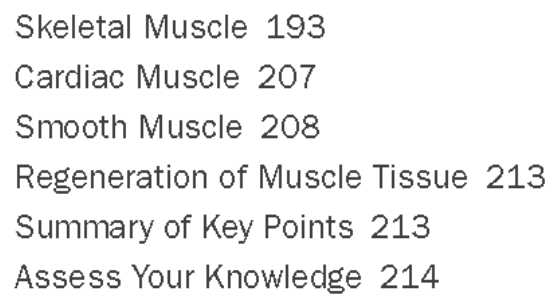 Skeletal Muscle 193
Cardiac Muscle 207
Smooth Muscle 208
Regeneration of Muscle Tissue 213
Summary of Key Points 213
Assess Your Knowledge 214